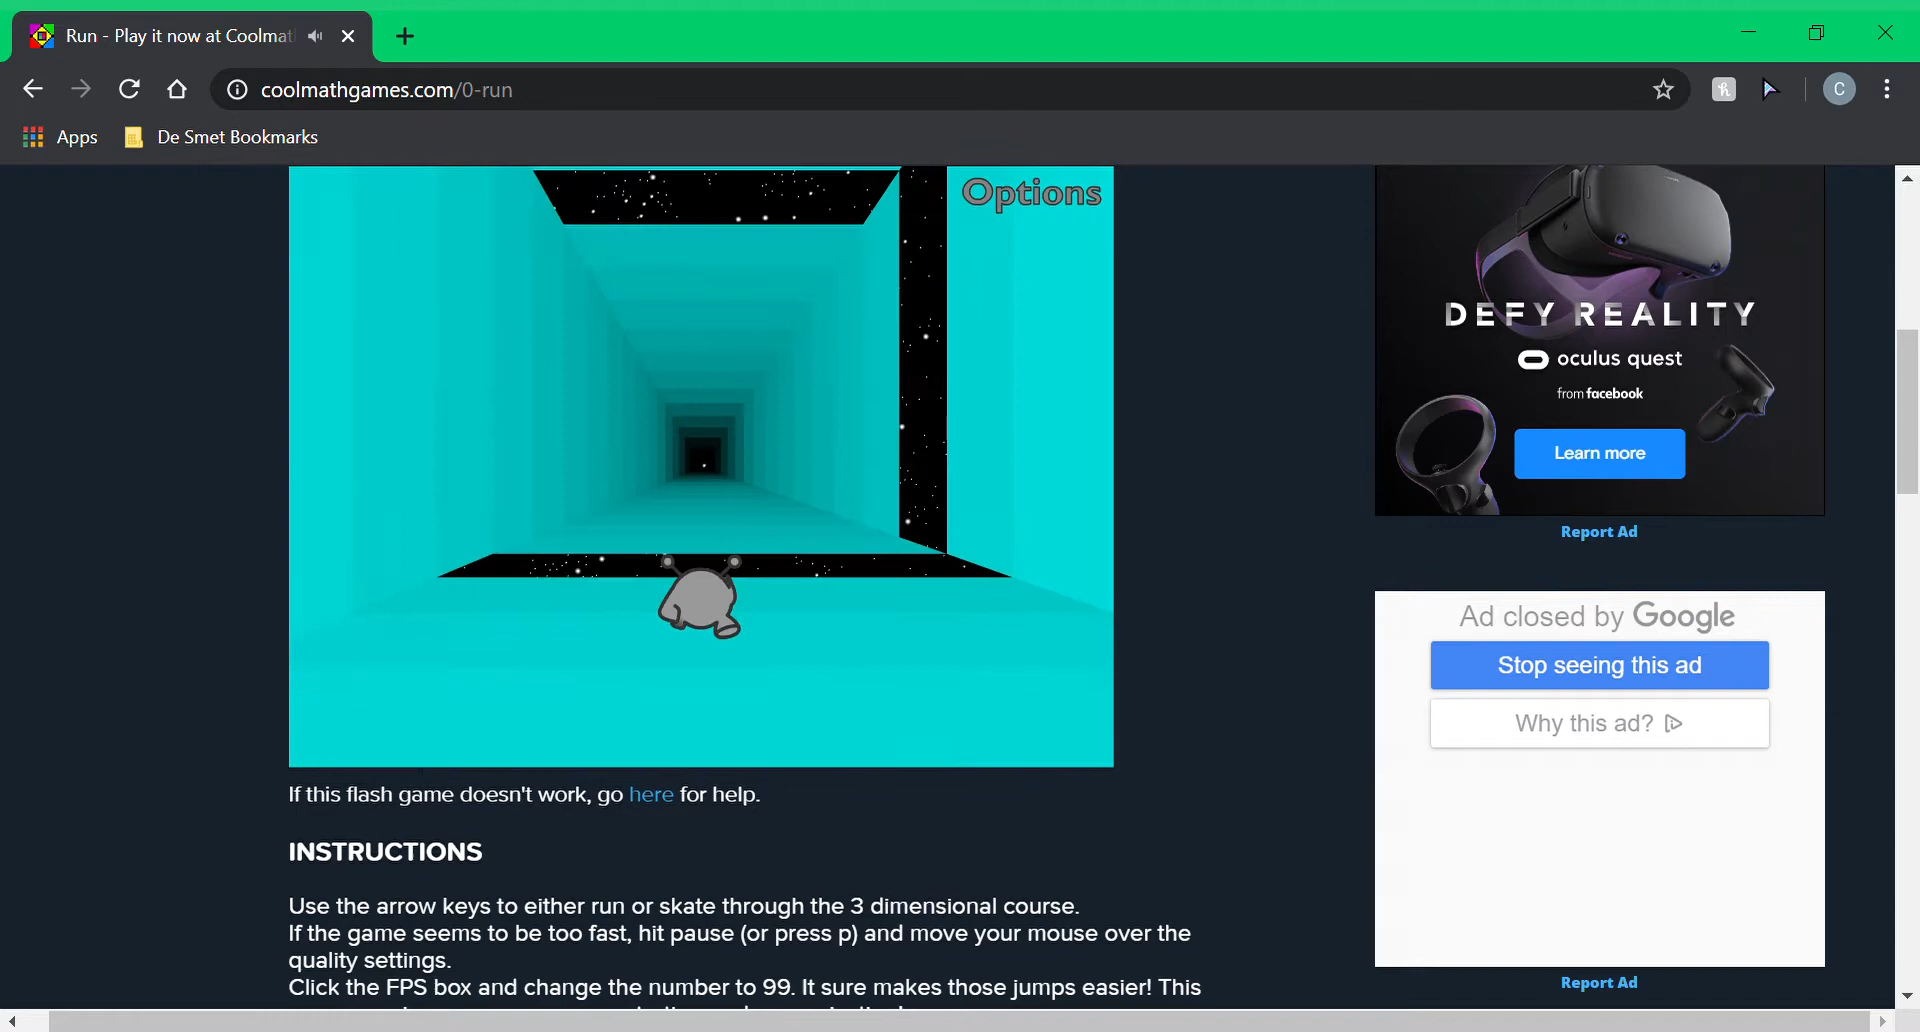 Run - Play it now at Coolmat
coolmathgames.com/0-run
C
Apps
De Smet Bookmarks
Options
DEFY REALITY
oculus quest
from facebook
Learn more
Report Ad
Ad closed by Google
Stop seeing this ad
Why this ad?
Report Ad
If this flash game doesn't work, go here for help.
INSTRUCTIONS
Use the arrow keys to either run or skate through the 3 dimensional course.
If the game seems to be too fast, hit pause (or press p) and move your mouse over the
quality settings.
Click the FPS box and change the number to 99. It sure makes those jumps easier! This